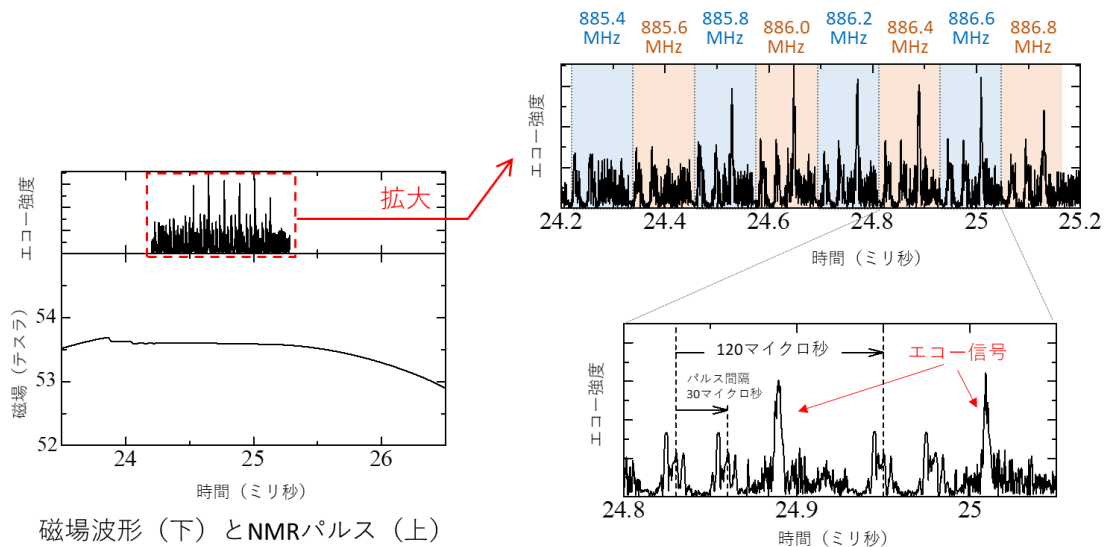 885.4
MHz
885.6
MHz
885.8
MHz
886.0
MHz
886.2
MHz
886.4
MHz
886.6
MHz
886.8
MHz
エコー強度
24.2
24.4
24.6
24.8
25
25.2
時間（ミリ秒）
拡大
エコー強度
54
53
52
磁場（テスラ）
24
25
26
時間（ミリ秒）
磁場波形（下）とNMRパルス（上）
120マイクロ秒
エコー信号
パルス間隔
30マイクロ秒
エコー強度
24.8
24.9
25
時間（ミリ秒）